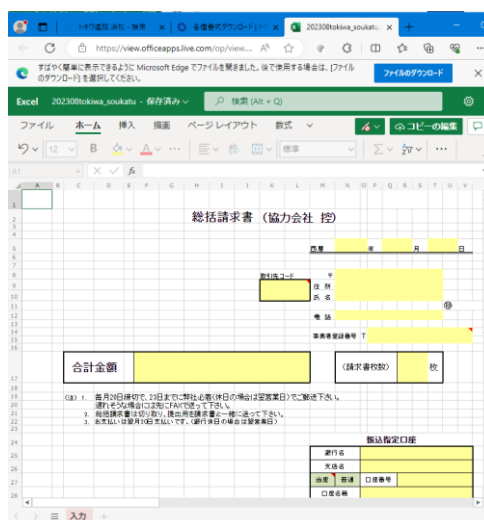 トキワ建設 浜松 - 検索
各種書式ダウンロード |
202308tokiwa_soukatu.
https://view.officeapps.live.com/op/view....
すばやく簡単に表示できるように Microsoft Edge でファイルを開きました。後で使用する場合は、[ファイル
のダウンロード] を選択してください。
ファイルのダウンロード
Excel 202308tokiwa_soukatu - 保存済み
検索 (Alt + Q)
ファイル ホーム 挿入 描画 ページ レイアウト 数式
コピーの編集
12 B A 標準
A1 fx
A B C D E F G H I J K L M N O P Q R S T U V
総括請求書 (協力会社 控)
西暦 年 月 日
取引先コード 〒
住 所
氏 名
㊞
電 話
事業者登録番号 T
合計金額 (請求書枚数) 枚
(注) 1. 毎月20日締切で、23日までに弊社必着(休日の場合は翌営業日)でご郵送下さい。
遅れそうな場合には先にFAXで送って下さい。
2. 総括請求書は切り取り、提出用を請求書と一緒に送って下さい。
3. お支払いは翌月20日支払いです。(銀行休日の場合は翌営業日)
振込指定口座
銀行名
支店名
当座 普通 口座番号
口座名義
入力